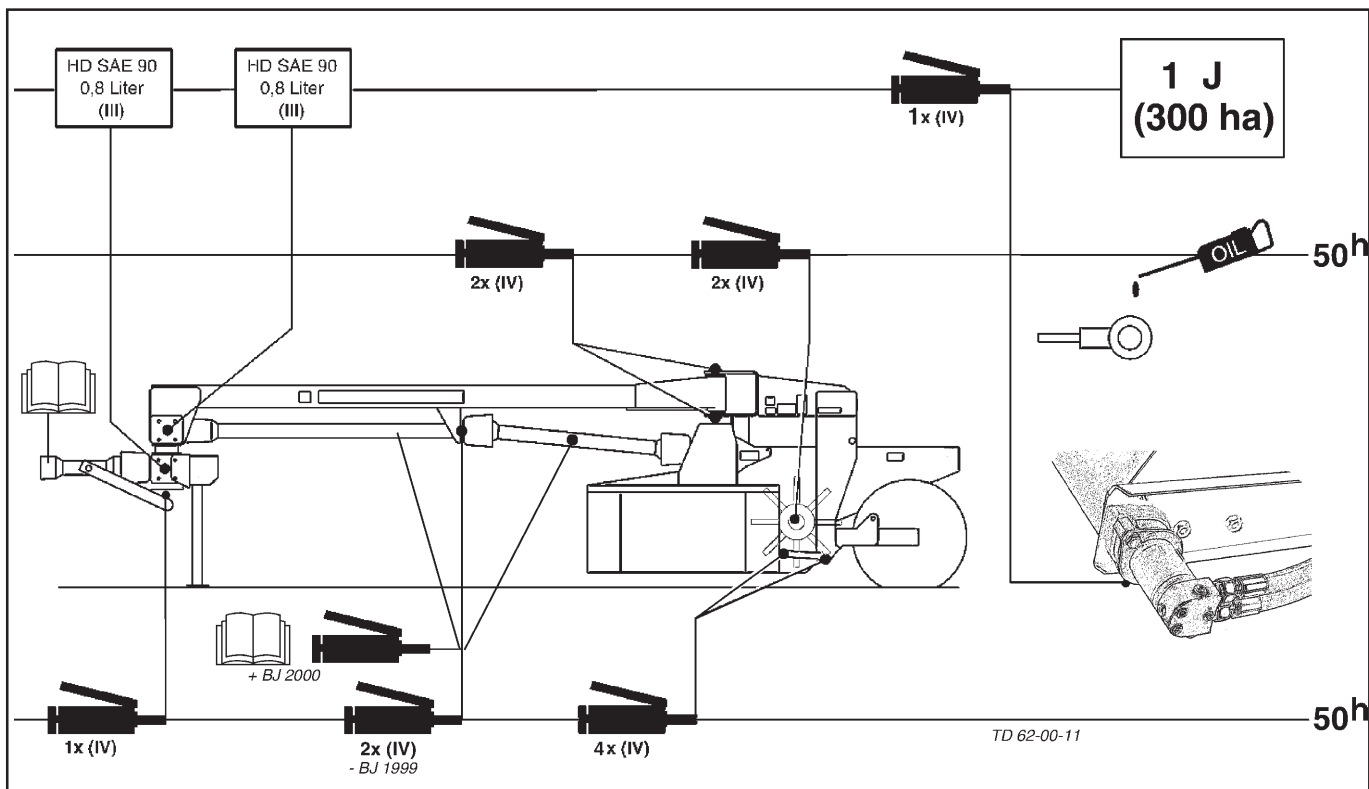 HD SAE 90
0,8 Liter
(III)
HD SAE 90
0,8 Liter
(III)
1x (IV)
1 J
(300 ha)
2x (IV)
2x (IV)
OIL
50h
+ BJ 2000
1x (IV)
2x (IV)
- BJ 1999
4x (IV)
50h
TD 62-00-11